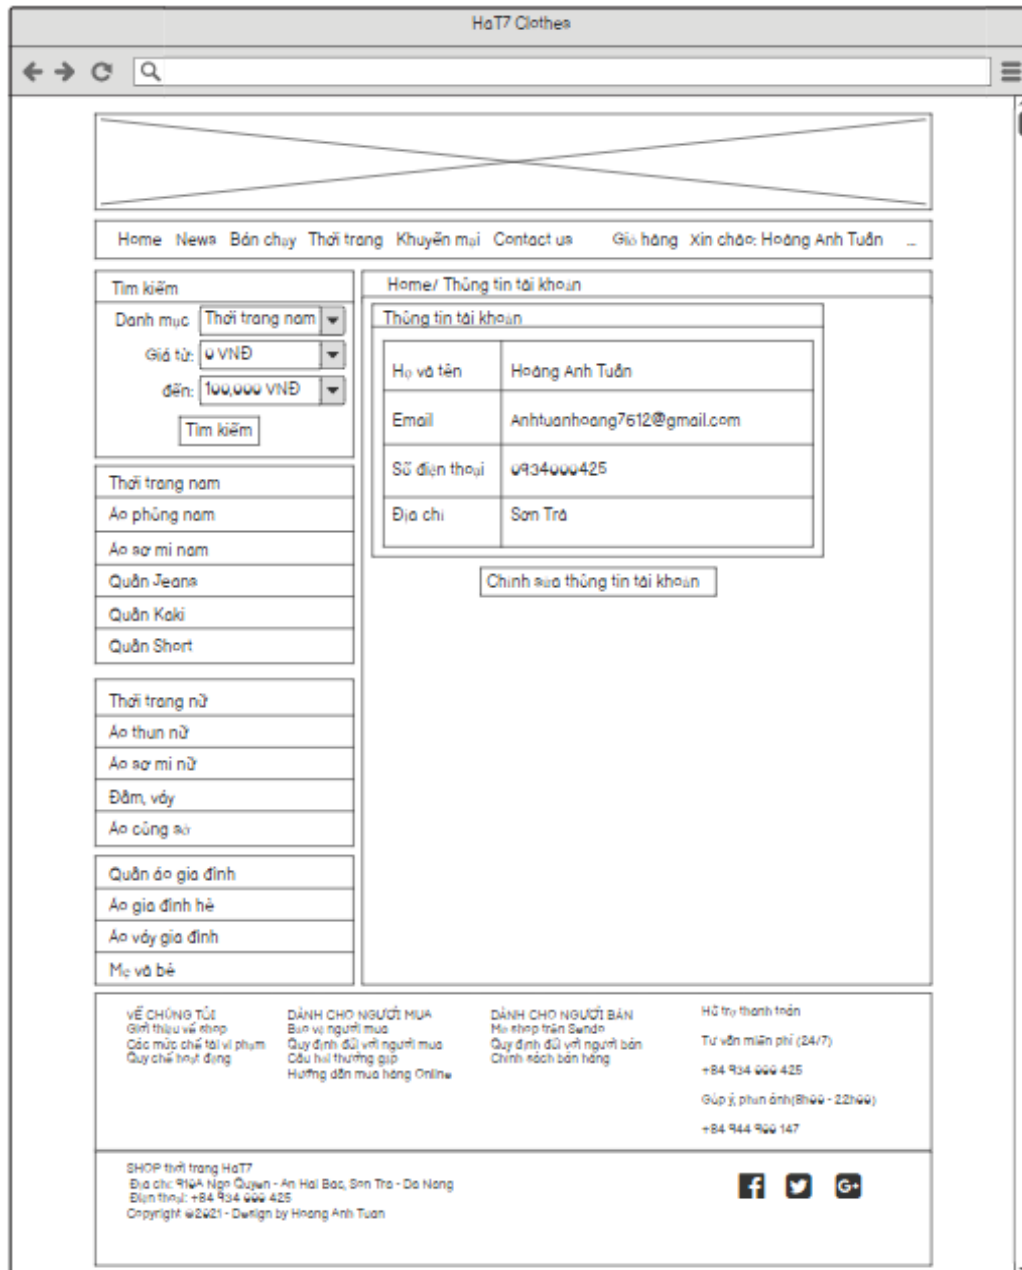 HaT7 Clothes
Home News Bán chạy Thời trang Khuyến mại Contact us Giỏ hàng Xin chào: Hoàng Anh Tuấn ...
Tìm kiếm
Danh mục Thời trang nam
Giá từ: 0 VNĐ
đến: 100,000 VNĐ
Tìm kiếm
Thời trang nam
Áo phông nam
Áo sơ mi nam
Quần Jeans
Quần Kaki
Quần Short
Thời trang nữ
Áo thun nữ
Áo sơ mi nữ
Đầm, váy
Áo công sở
Quần áo gia đình
Áo gia đình hè
Áo váy gia đình
Mẹ và bé
Home/ Thông tin tài khoản
Thông tin tài khoản
Họ và tên Hoàng Anh Tuấn
Email Anhtuanhoang7612@gmail.com
Số điện thoại 0934000425
Địa chỉ Sơn Trà
Chỉnh sửa thông tin tài khoản
VỀ CHÚNG TÔI
Giới thiệu về shop
Các mức chế tài vi phạm
Quy chế hoạt động
DÀNH CHO NGƯỜI MUA
Bảo vệ người mua
Quy định đối với người mua
Câu hỏi thường gặp
Hướng dẫn mua hàng Online
DÀNH CHO NGƯỜI BÁN
Mở shop trên Sendo
Quy định đối với người bán
Chính sách bán hàng
Hỗ trợ thanh toán
Tư vấn miễn phí (24/7)
+84 934 000 425
Góp ý, phản ánh(8h00 - 22h00)
+84 944 900 147
SHOP thời trang HaT7
Địa chỉ: 910A Ngo Quyen - An Hai Bac, Son Tra - Da Nang
Điện thoại: +84 934 000 425
Copyright @2021 - Design by Hoang Anh Tuan